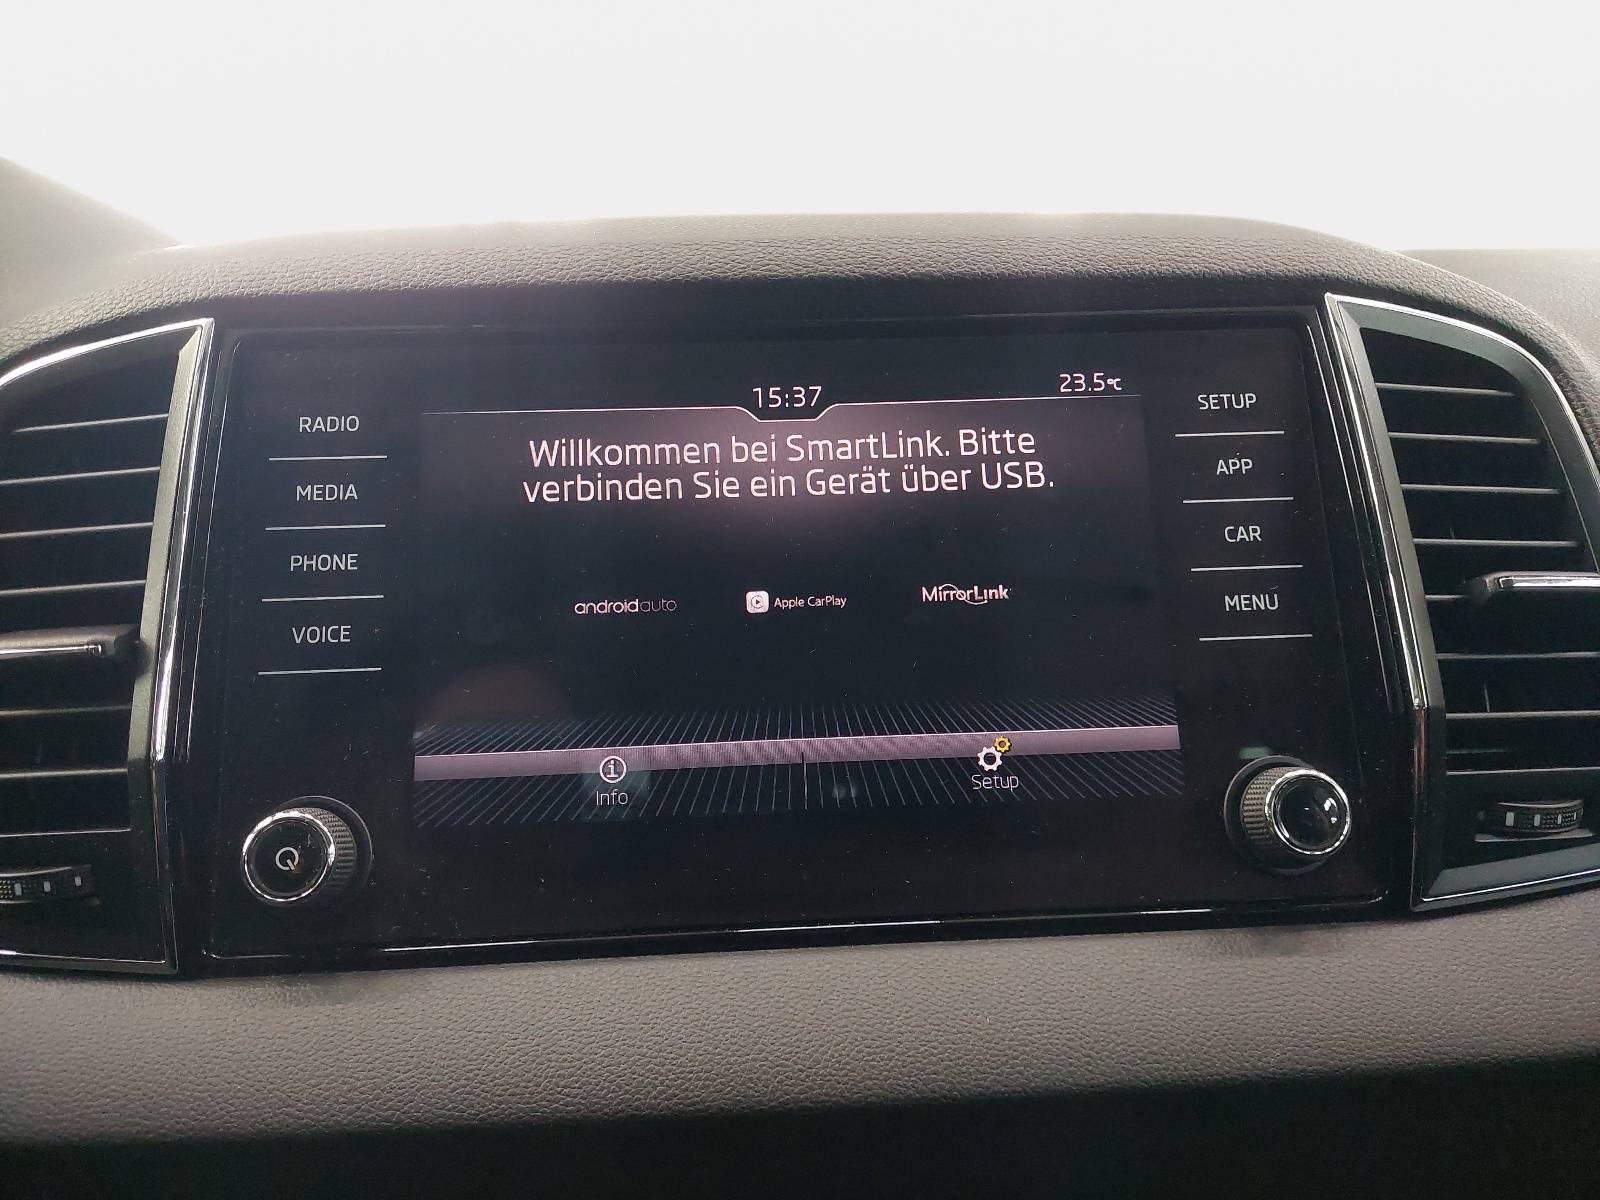 15:37
23.5°C
RADIO
MEDIA
PHONE
VOICE
Willkommen bei SmartLink. Bitte
verbinden Sie ein Gerät über USB.
androidauto
Apple CarPlay
MirrorLink
Info
Setup
SETUP
APP
CAR
MENU